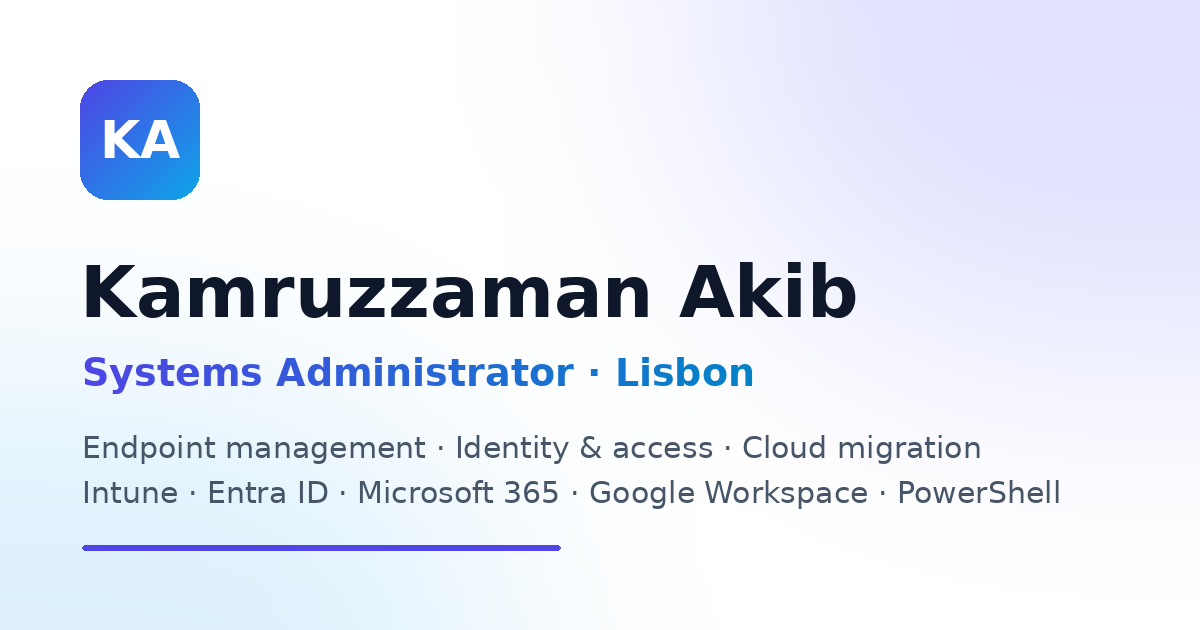 KA
Kamruzzaman Akib
Systems Administrator · Lisbon
Endpoint management · Identity & access · Cloud migration
Intune · Entra ID · Microsoft 365 · Google Workspace · PowerShell